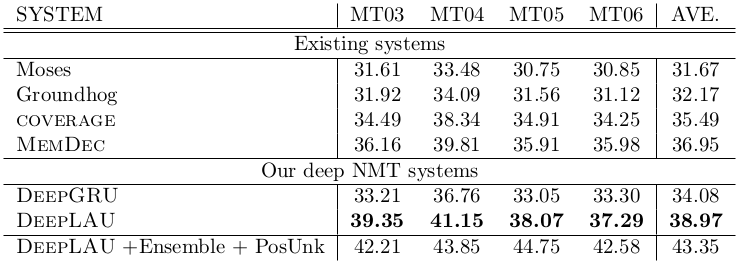 SYSTEM MT03 MT04 MT05 MT06 AVE.
Existing systems
Moses 31.61 33.48 30.75 30.85 31.67
Groundhog 31.92 34.09 31.56 31.12 32.17
COVERAGE 34.49 38.34 34.91 34.25 35.49
MEMDEC 36.16 39.81 35.91 35.98 36.95
Our deep NMT systems
DEEPGRU 33.21 36.76 33.05 33.30 34.08
DEEPLAU 39.35 41.15 38.07 37.29 38.97
DEEPLAU +Ensemble + PosUnk 42.21 43.85 44.75 42.58 43.35